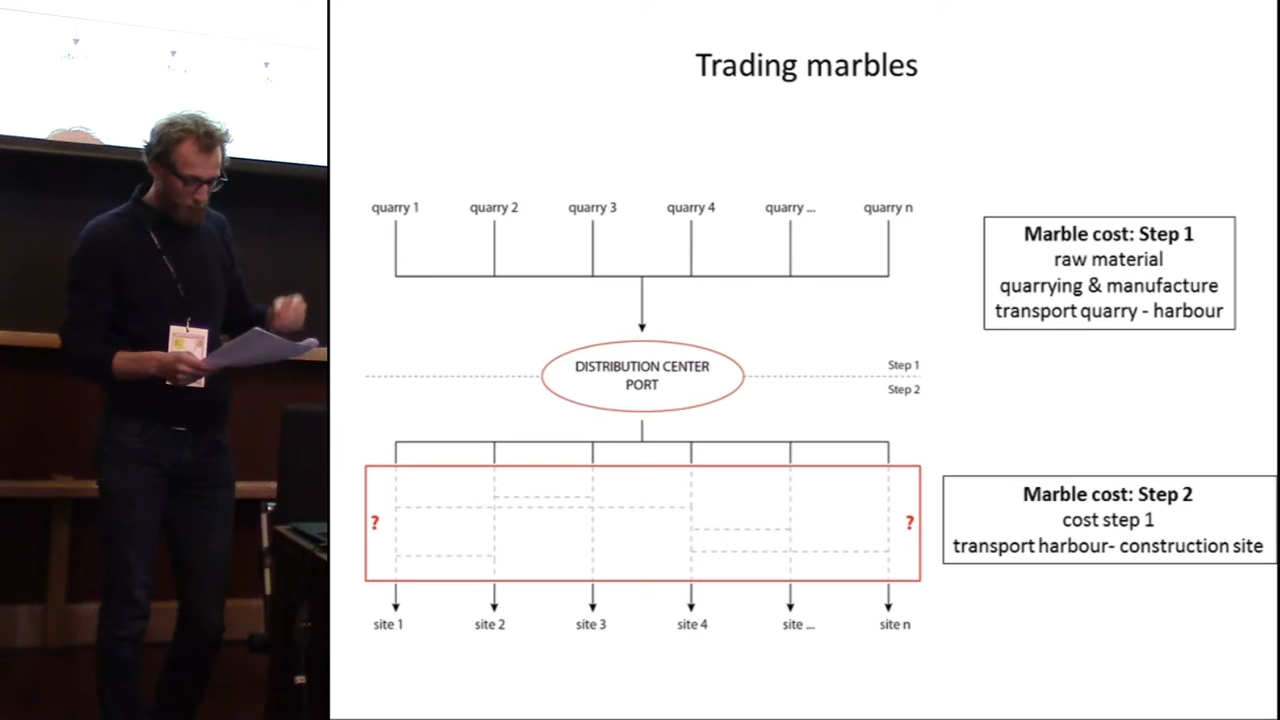 Trading marbles
quarry 1 quarry 2 quarry 3 quarry 4 quarry ... quarry n
Marble cost: Step 1
raw material
quarrying & manufacture
transport quarry - harbour
DISTRIBUTION CENTER
PORT
Step 1
Step 2
? ?
Marble cost: Step 2
cost step 1
transport harbour- construction site
site 1 site 2 site 3 site 4 site ... site n